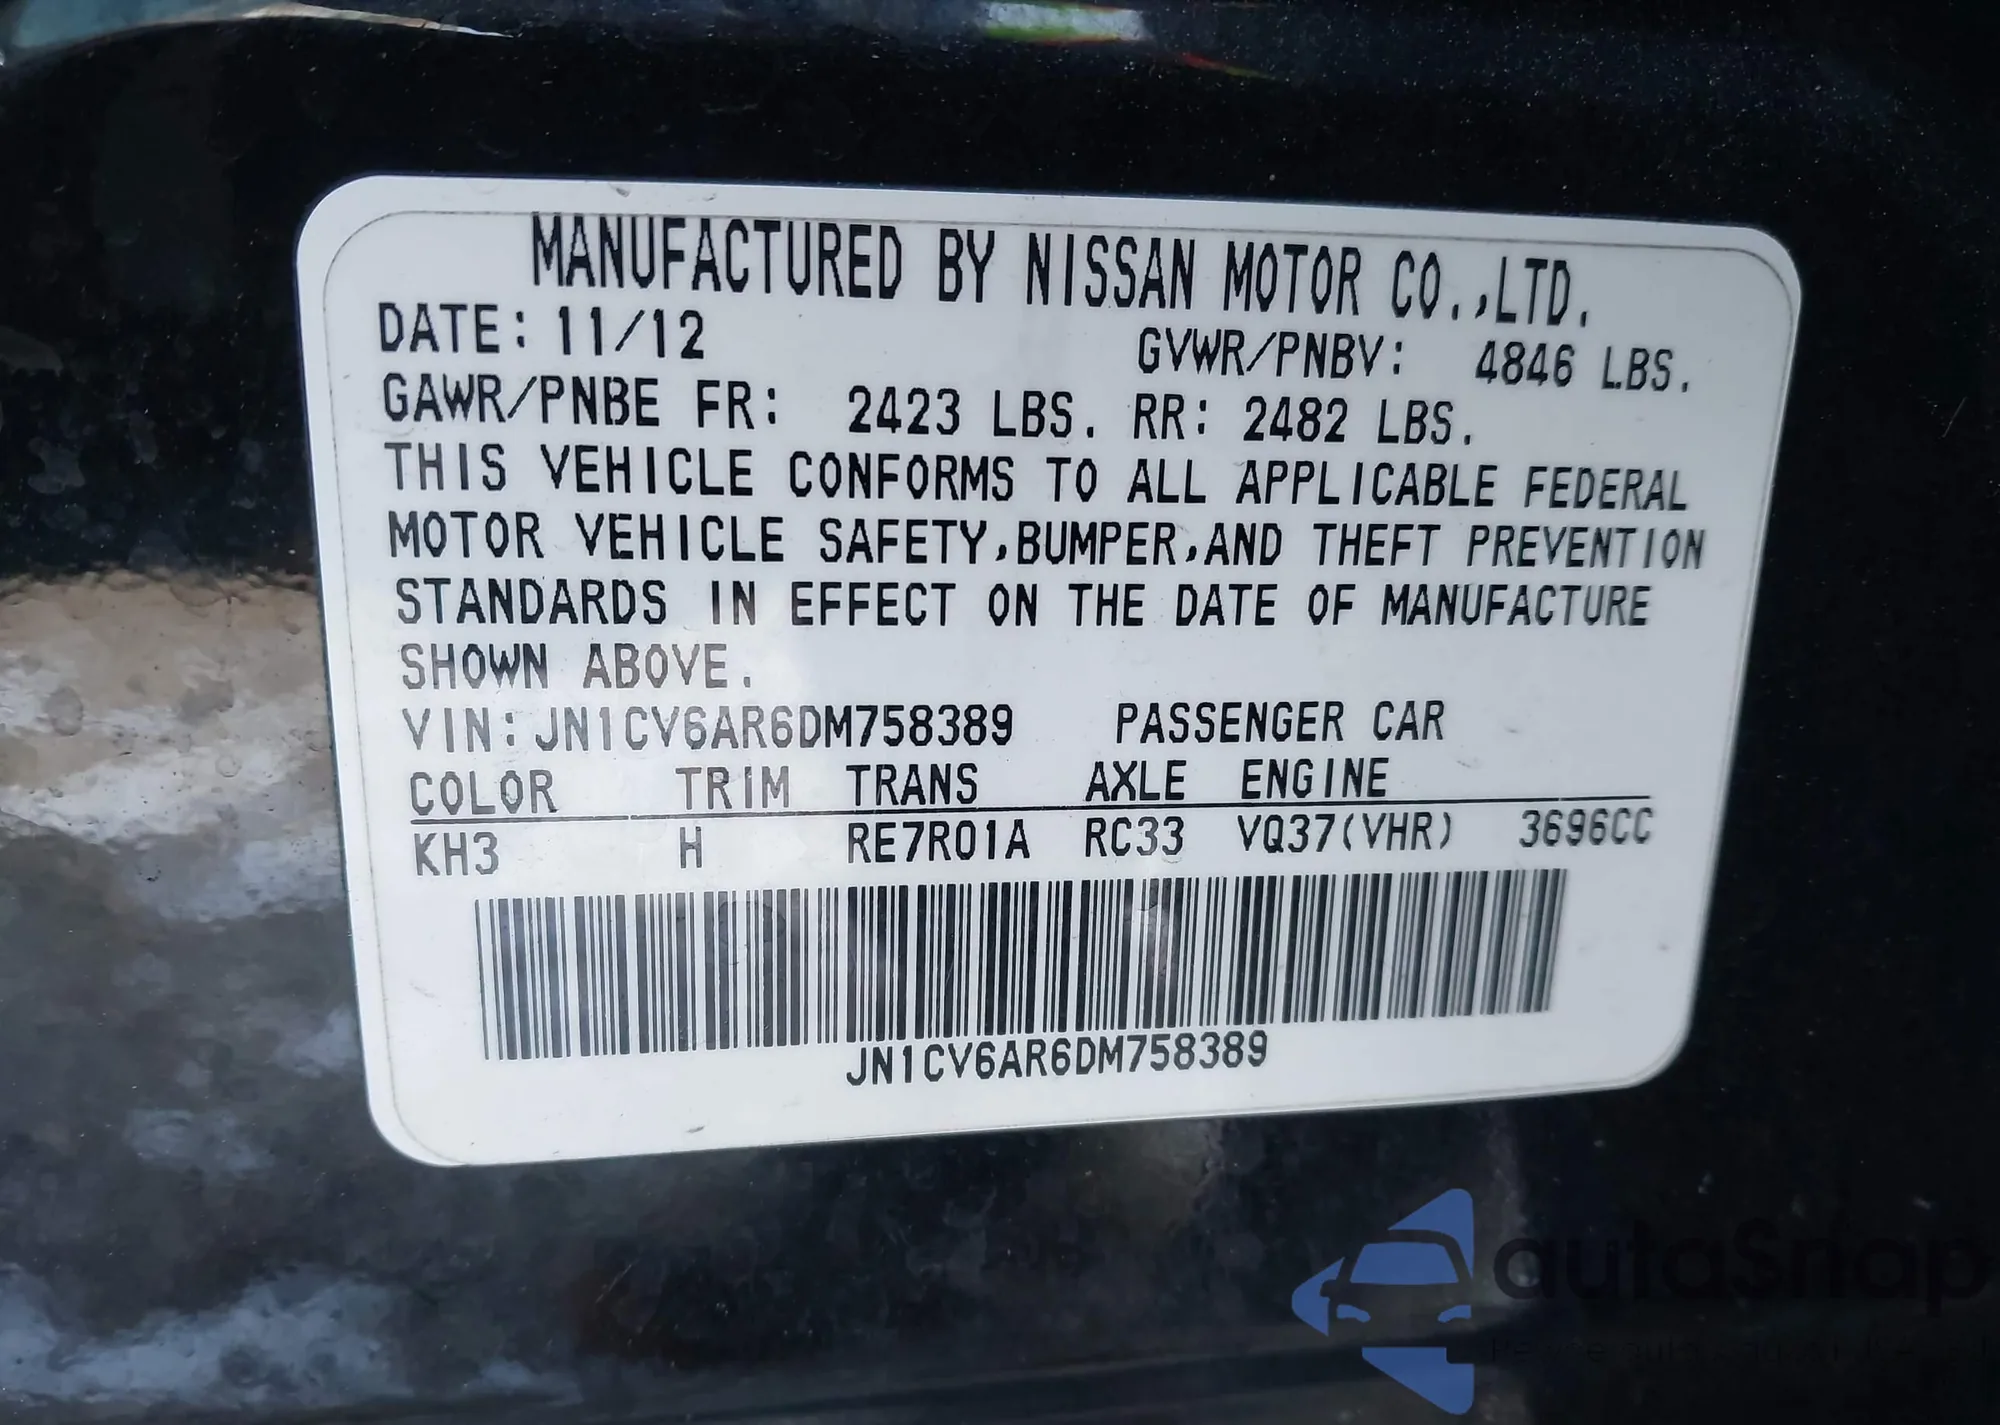 MANUFACTURED BY NISSAN MOTOR CO.,LTD.
DATE: 11/12 GVWR/PNBV: 4846 LBS.
GAWR/PNBE FR: 2423 LBS. RR: 2482 LBS.
THIS VEHICLE CONFORMS TO ALL APPLICABLE FEDERAL
MOTOR VEHICLE SAFETY,BUMPER,AND THEFT PREVENTION
STANDARDS IN EFFECT ON THE DATE OF MANUFACTURE
SHOWN ABOVE.
VIN:JN1CV6AR6DM758389 PASSENGER CAR
COLOR TRIM TRANS AXLE ENGINE
KH3 H RE7R01A RC33 VQ37(VHR) 3696CC
JN1CV6AR6DM758389
autoSnap